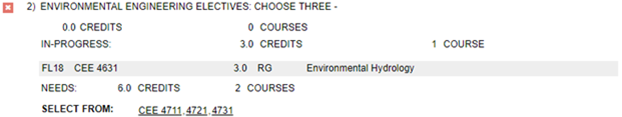 2) ENVIRONMENTAL ENGINEERING ELECTIVES: CHOOSE THREE -
0.0 CREDITS 0 COURSES
IN-PROGRESS: 3.0 CREDITS 1 COURSE
FL18 CEE 4631 3.0 RG Environmental Hydrology
NEEDS: 6.0 CREDITS 2 COURSES
SELECT FROM: CEE 4711, 4721, 4731